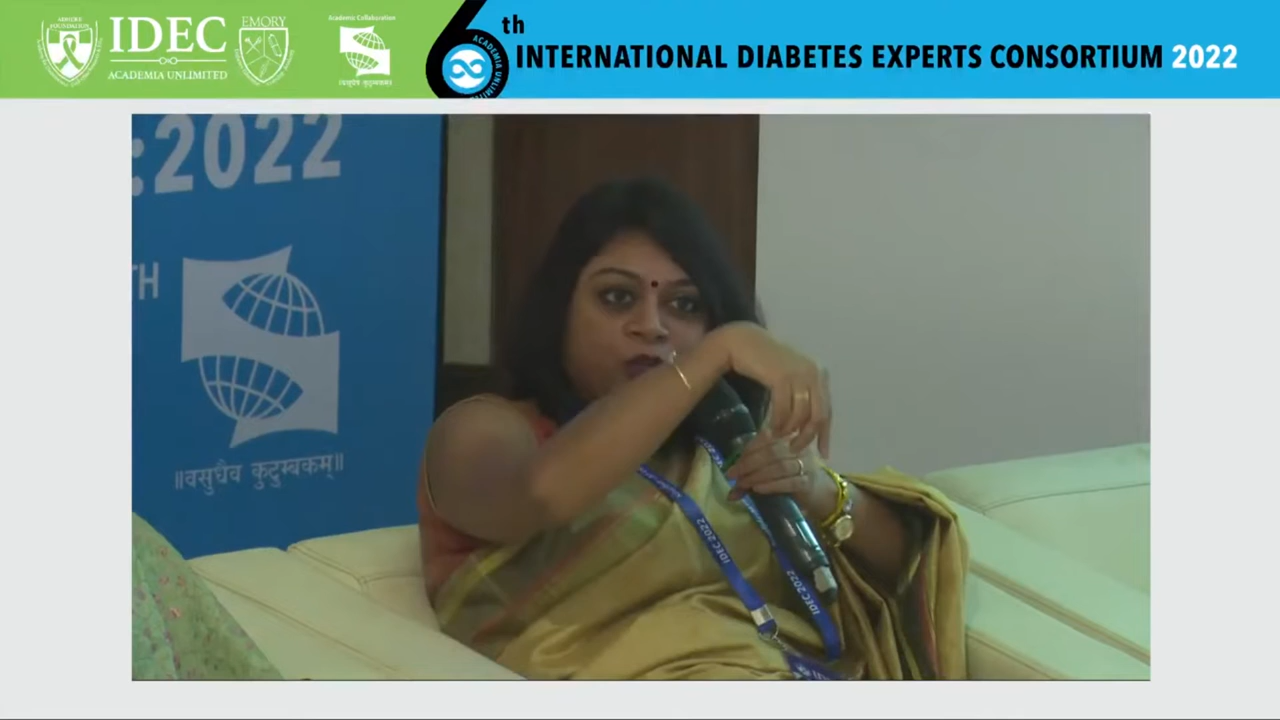 IDEC
ACADEMIA UNLIMITED
EMORY
Academic Collaboration
6th
INTERNATIONAL DIABETES EXPERTS CONSORTIUM 2022
:2022
TH
॥वसुधैव कुटुम्बकम्॥
IDEC 2022
IDEC 2022